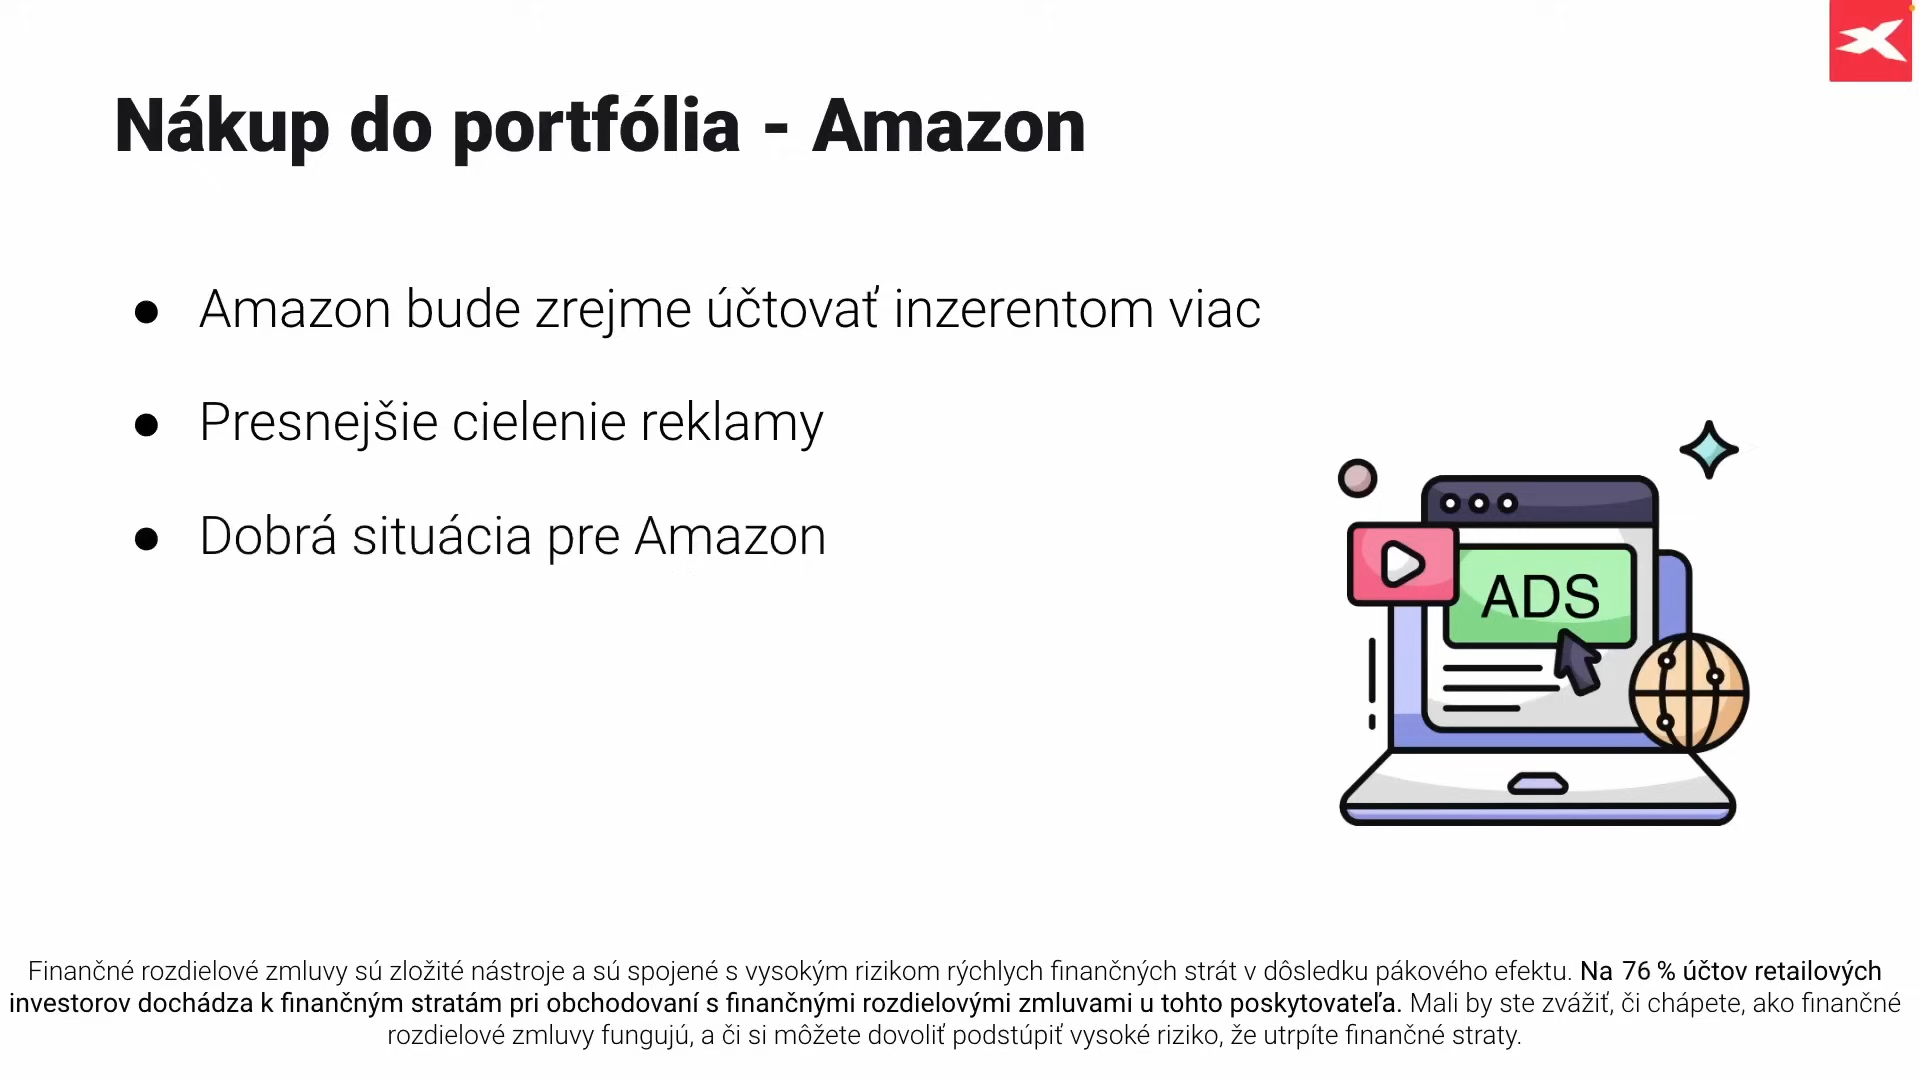 Nákup do portfólia - Amazon
● Amazon bude zrejme účtovať inzerentom viac
● Presnejšie cielenie reklamy
● Dobrá situácia pre Amazon
ADS
Finančné rozdielové zmluvy sú zložité nástroje a sú spojené s vysokým rizikom rýchlych finančných strát v dôsledku pákového efektu. Na 76 % účtov retailových
investorov dochádza k finančným stratám pri obchodovaní s finančnými rozdielovými zmluvami u tohto poskytovateľa. Mali by ste zvážiť, či chápete, ako finančné
rozdielové zmluvy fungujú, a či si môžete dovoliť podstúpiť vysoké riziko, že utrpíte finančné straty.